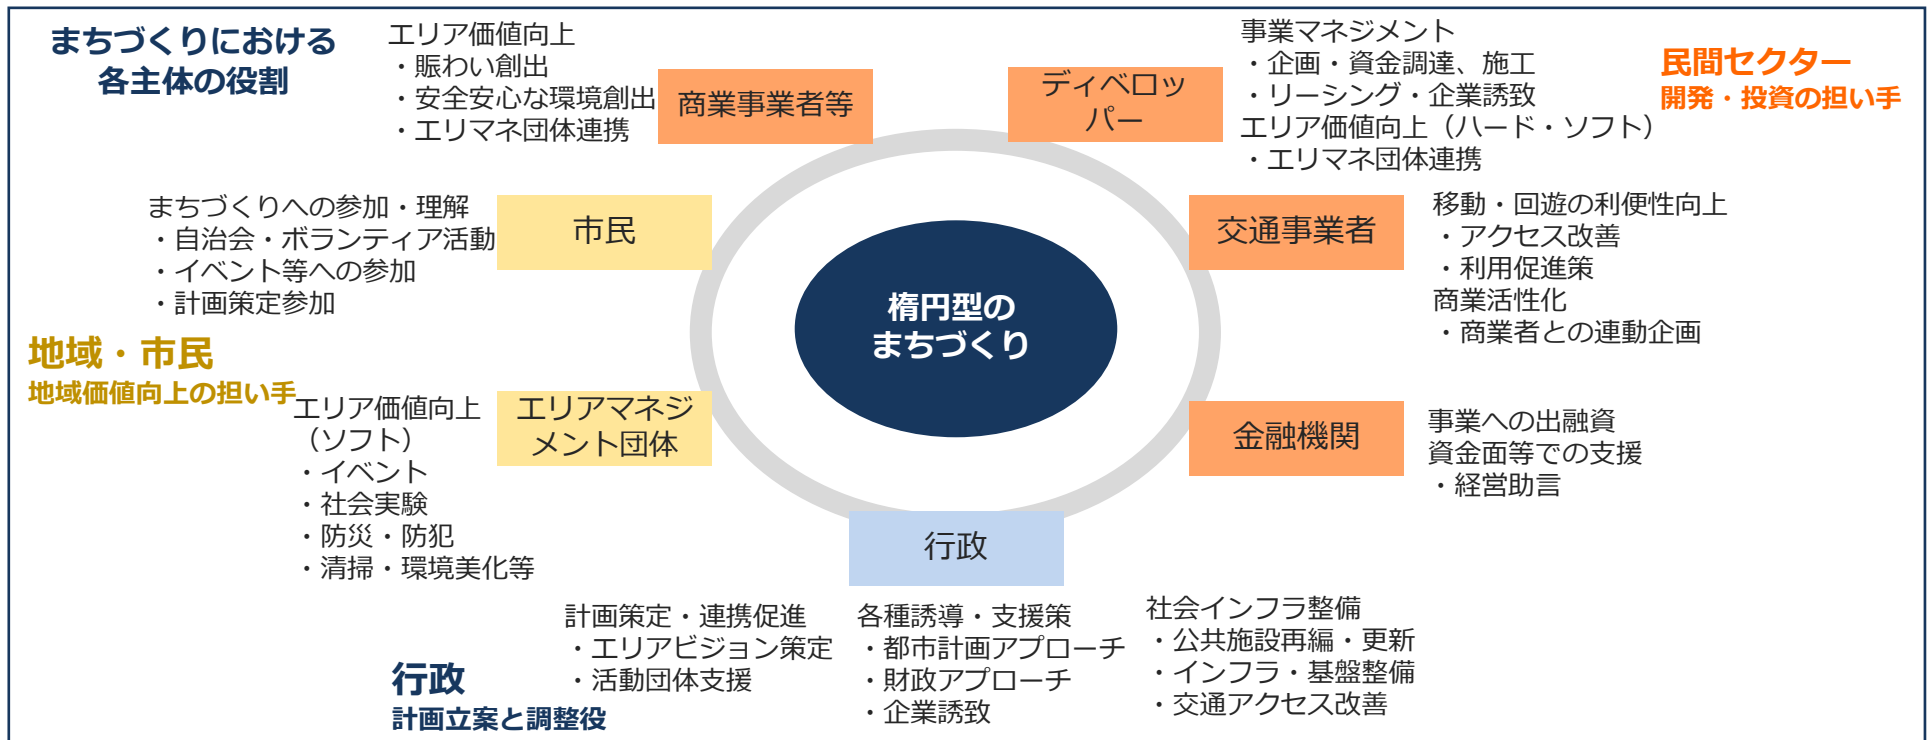 まちづくりにおける
各主体の役割
エリア価値向上
・賑わい創出
・安全安心な環境創出
・エリマネ団体連携
商業事業者等
ディベロッ
パー
事業マネジメント
・企画・資金調達、施工
・リーシング・企業誘致
エリア価値向上（ハード・ソフト）
・エリマネ団体連携
民間セクター
開発・投資の担い手
まちづくりへの参加・理解
・自治会・ボランティア活動
・イベント等への参加
・計画策定参加
市民
交通事業者
移動・回遊の利便性向上
・アクセス改善
・利用促進策
商業活性化
・商業者との連動企画
楕円型の
まちづくり
地域・市民
地域価値向上の担い手
エリア価値向上
（ソフト）
・イベント
・社会実験
・防災・防犯
・清掃・環境美化等
エリアマネジ
メント団体
金融機関
事業への出融資
資金面等での支援
・経営助言
行政
計画策定・連携促進
・エリアビジョン策定
・活動団体支援
各種誘導・支援策
・都市計画アプローチ
・財政アプローチ
・企業誘致
社会インフラ整備
・公共施設再編・更新
・インフラ・基盤整備
・交通アクセス改善
行政
計画立案と調整役